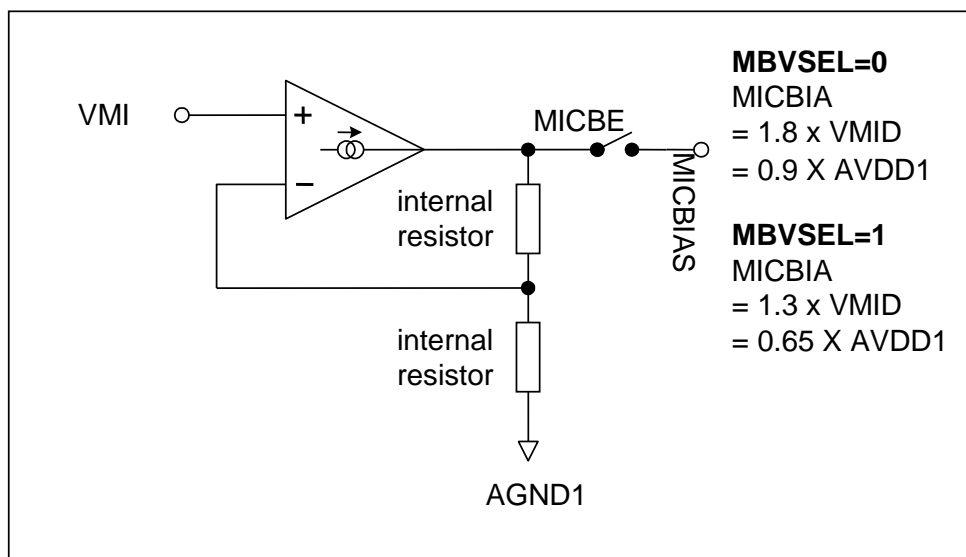 VMI
+
−
MICBE
MICBIAS
internal
resistor
internal
resistor
AGND1
MBVSEL=0
MICBIA
= 1.8 x VMID
= 0.9 X AVDD1
MBVSEL=1
MICBIA
= 1.3 x VMID
= 0.65 X AVDD1